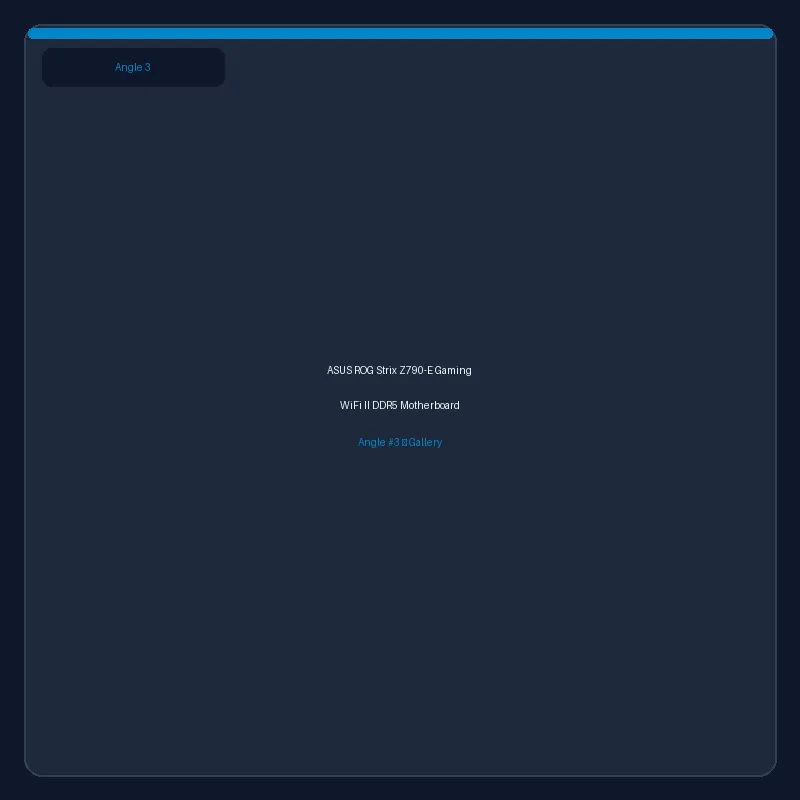 Angle 3
ASUS ROG Strix Z790-E Gaming
WiFi II DDR5 Motherboard
Angle #3 Gallery